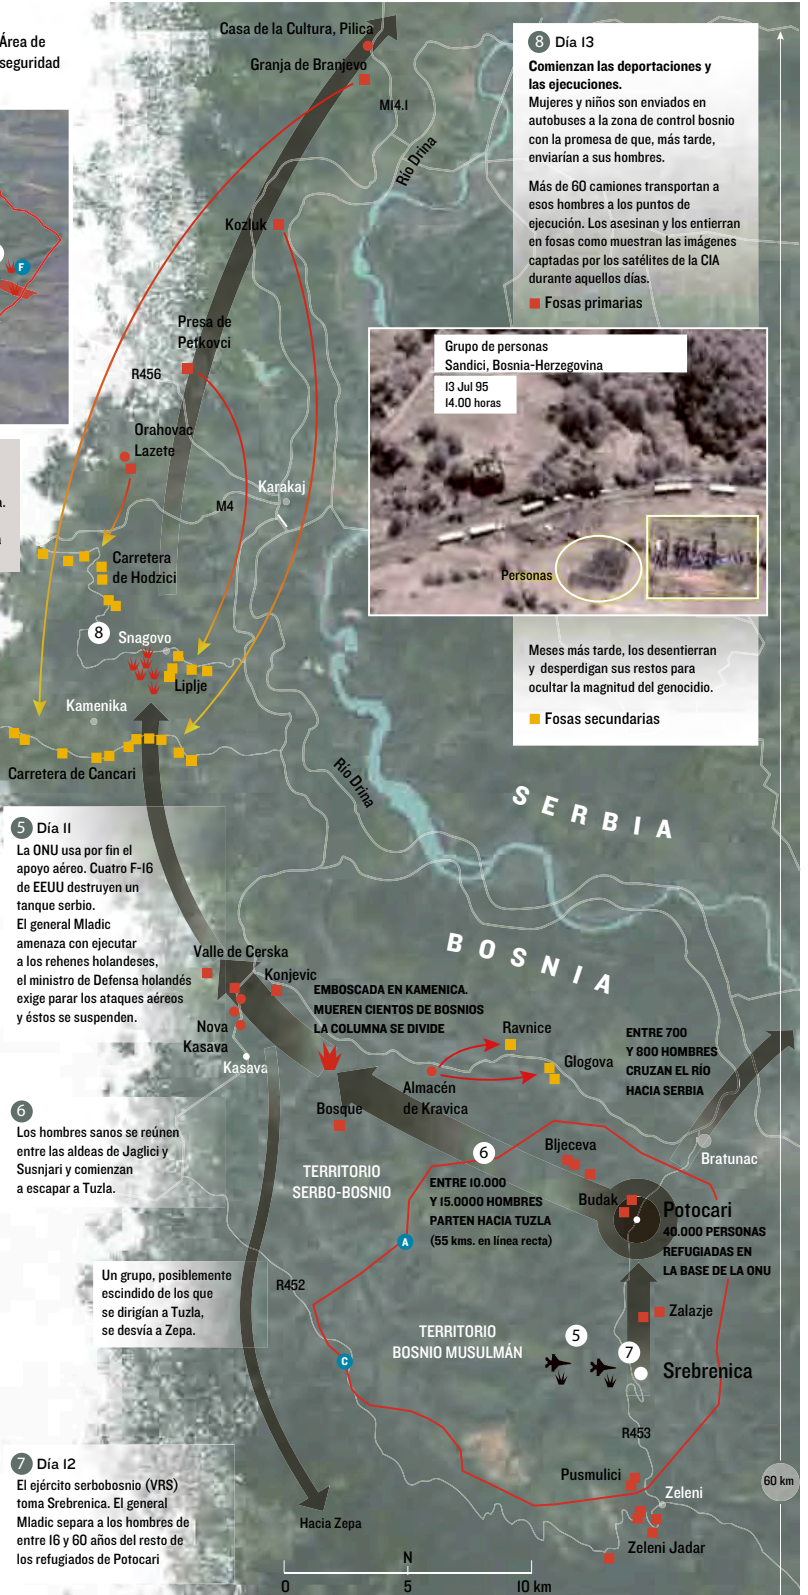 Área de
seguridad
F
Casa de la Cultura, Pilica
Granja de Branjevo
M14.1
Río Drina
Kozluk
Presa de
Petkovci
R456
Orahovac
Lazete
Karakaj
M4
Carretera
de Hodzici
8
Snagovo
Liplje
Kamenika
Carretera de Cancari
8 Día 13
Comienzan las deportaciones y
las ejecuciones.
Mujeres y niños son enviados en
autobuses a la zona de control bosnio
con la promesa de que, más tarde,
enviarían a sus hombres.
Más de 60 camiones transportan a
esos hombres a los puntos de
ejecución. Los asesinan y los entierran
en fosas como muestran las imágenes
captadas por los satélites de la CIA
durante aquellos días.
Fosas primarias
Grupo de personas
Sandici, Bosnia-Herzegovina
13 Jul 95
14.00 horas
Personas
Meses más tarde, los desentierran
y desperdigan sus restos para
ocultar la magnitud del genocidio.
Fosas secundarias
Río Drina
SERBIA
BOSNIA
5 Día 11
La ONU usa por fin el
apoyo aéreo. Cuatro F-16
de EEUU destruyen un
tanque serbio.
El general Mladic
amenaza con ejecutar
a los rehenes holandeses,
el ministro de Defensa holandés
exige parar los ataques aéreos
y éstos se suspenden.
Valle de Cerska
Konjevic
Nova
Kasava
Kasava
EMBOSCADA EN KAMENICA.
MUEREN CIENTOS DE BOSNIOS
LA COLUMNA SE DIVIDE
Ravnice
Glogova
Almacén
de Kravica
ENTRE 700
Y 800 HOMBRES
CRUZAN EL RÍO
HACIA SERBIA
Bosque
6
Los hombres sanos se reúnen
entre las aldeas de Jaglici y
Susnjari y comienzan
a escapar a Tuzla.
TERRITORIO
SERBO-BOSNIO
6
Bljeceva
Bratunac
ENTRE 10.000
Y 15.0000 HOMBRES
PARTEN HACIA TUZLA
(55 kms. en línea recta)
Budak
Potocari
40.000 PERSONAS
REFUGIADAS EN
LA BASE DE LA ONU
A
Un grupo, posiblemente
escindido de los que
se dirigían a Tuzla,
se desvía a Zepa.
R452
Zalazje
TERRITORIO
BOSNIO MUSULMÁN
5
7
C
Srebrenica
R453
7 Día 12
El ejército serbobosnio (VRS)
toma Srebrenica. El general
Mladic separa a los hombres de
entre 16 y 60 años del resto de
los refugiados de Potocari
Pusmulici
Zeleni
60 km
Hacia Zepa
Zeleni Jadar
N
0 5 10 km